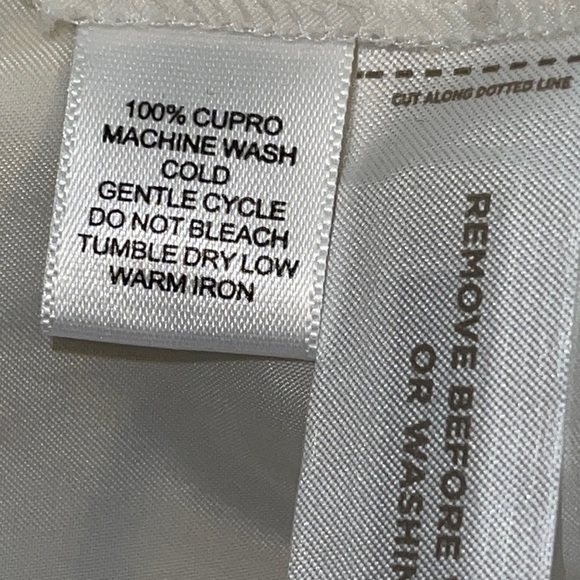 100% CUPRO
MACHINE WASH
COLD
GENTLE CYCLE
DO NOT BLEACH
TUMBLE DRY LOW
WARM IRON
CUT ALONG DOTTED LINE
REMOVE BEFORE
OR